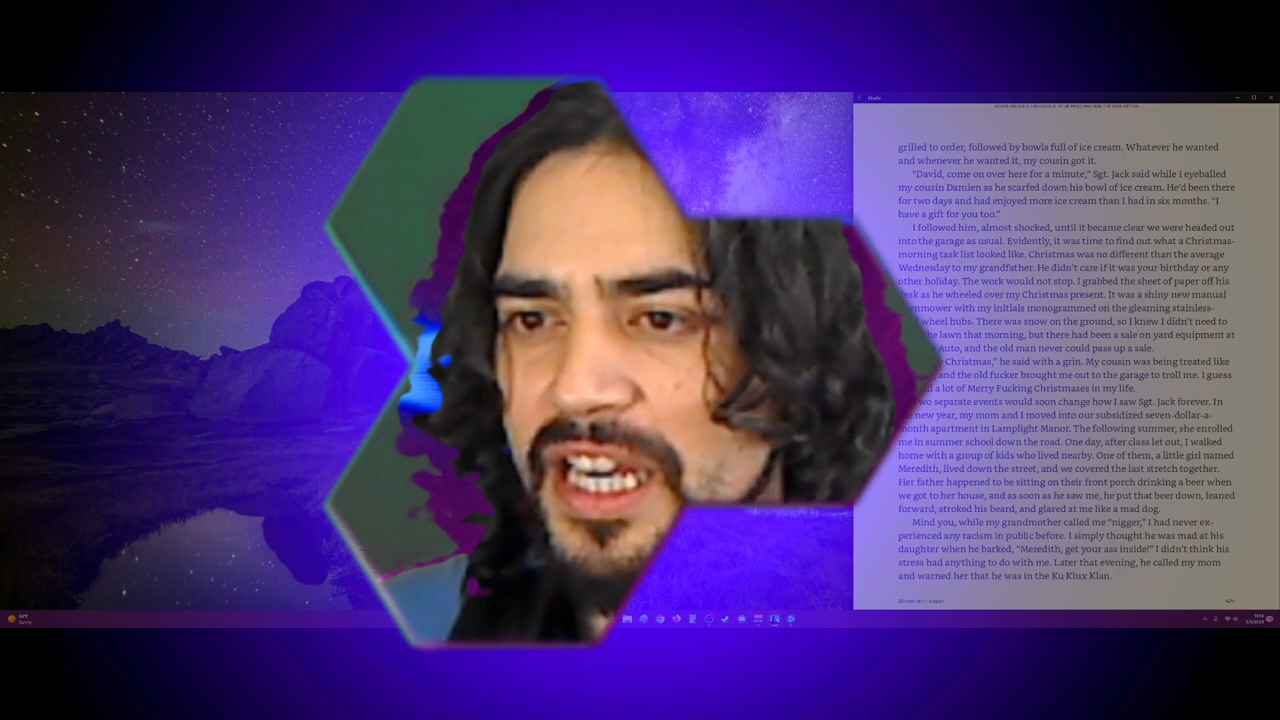 Kindle
grilled to order, followed by bowls full of ice cream. Whatever he wanted
and whenever he wanted it, my cousin got it.
“David, come on over here for a minute,” Sgt. Jack said while I eyeballed
my cousin Damien as he scarfed down his bowl of ice cream. He’d been there
for two days and had enjoyed more ice cream than I had in six months. “I
have a gift for you too.”
I followed him, almost shocked, until it became clear we were headed out
into the garage as usual. Evidently, it was time to find out what a Christmas-
morning task list looked like. Christmas was no different than the average
Wednesday to my grandfather. He didn’t care if it was your birthday or any
other holiday. The work would not stop. I grabbed the sheet of paper off his
desk as he wheeled over my Christmas present. It was a shiny new manual
wnmower with my initials monogrammed on the gleaming stainless-
wheel hubs. There was snow on the ground, so I knew I didn’t need to
he lawn that morning, but there had been a sale on yard equipment at
Auto, and the old man never could pass up a sale.
Christmas,” he said with a grin. My cousin was being treated like
and the old fucker brought me out to the garage to troll me. I guess
d a lot of Merry Fucking Christmases in my life.
wo separate events would soon change how I saw Sgt. Jack forever. In
new year, my mom and I moved into our subsidized seven-dollar-a-
month apartment in Lamplight Manor. The following summer, she enrolled
me in summer school down the road. One day, after class let out, I walked
home with a group of kids who lived nearby. One of them, a little girl named
Meredith, lived down the street, and we covered the last stretch together.
Her father happened to be sitting on their front porch drinking a beer when
we got to her house, and as soon as he saw me, he put that beer down, leaned
forward, stroked his beard, and glared at me like a mad dog.
Mind you, while my grandmother called me “nigger,” I had never ex-
perienced any racism in public before. I simply thought he was mad at his
daughter when he barked, “Meredith, get your ass inside!” I didn’t think his
stress had anything to do with me. Later that evening, he called my mom
and warned her that he was in the Ku Klux Klan.
42%
Sunny